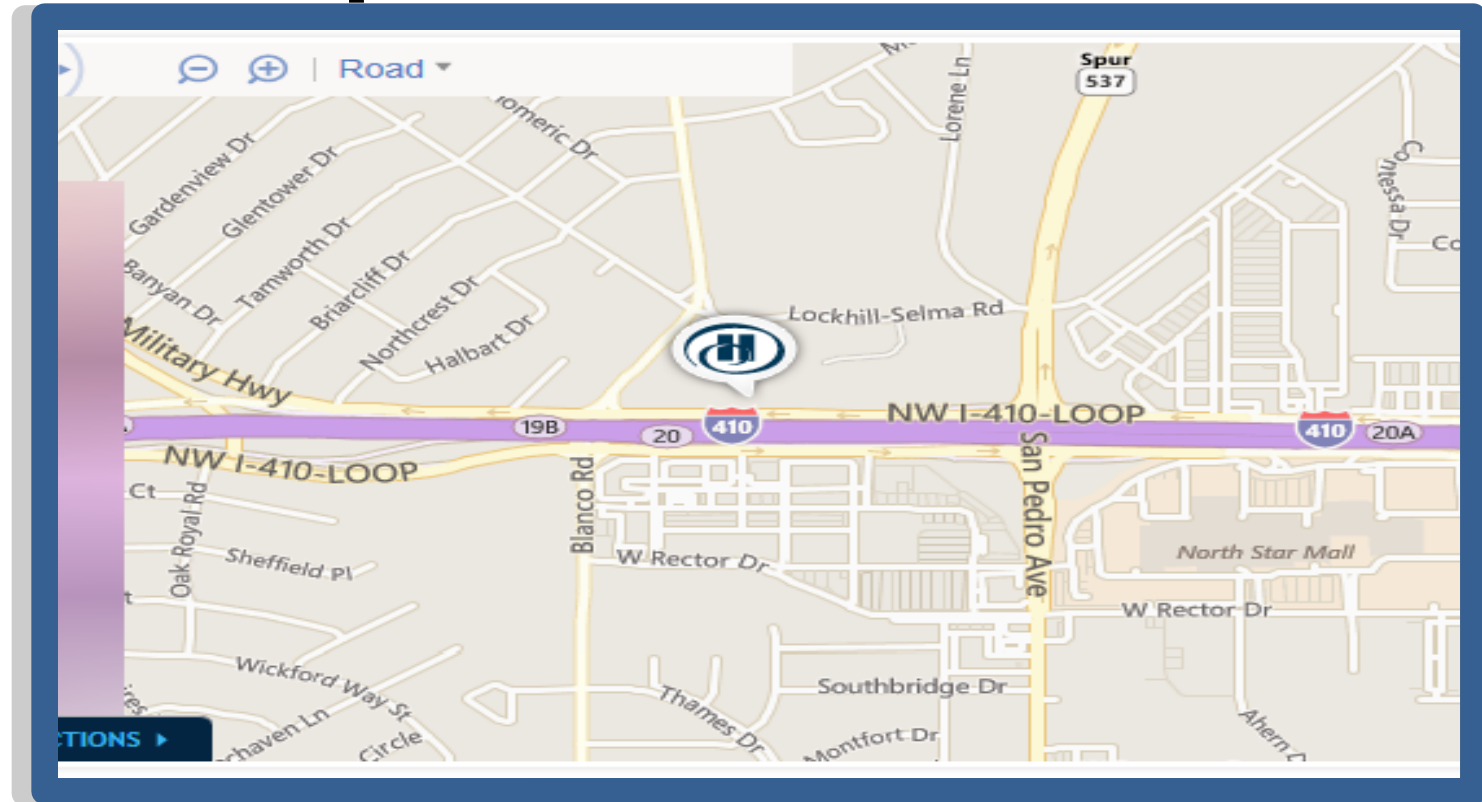 Road
Spur
537
Lorene Ln
Contessa Dr
Gardenview Dr
Glentower Dr
Tamworth Dr
Banyan Dr
Briarcliff Dr
Northcrest Dr
Halbart Dr
Lockhill-Selma Rd
Military Hwy
H
NW I-410-LOOP
19B
20
410
410
20A
NW I-410-LOOP
Ct
Oak Royal Rd
Blanco Rd
San Pedro Ave
Sheffield Pl
W Rector Dr
North Star Mall
W Rector Dr
Wickford Way St
Southbridge Dr
Thames Dr
Montfort Dr
Circle